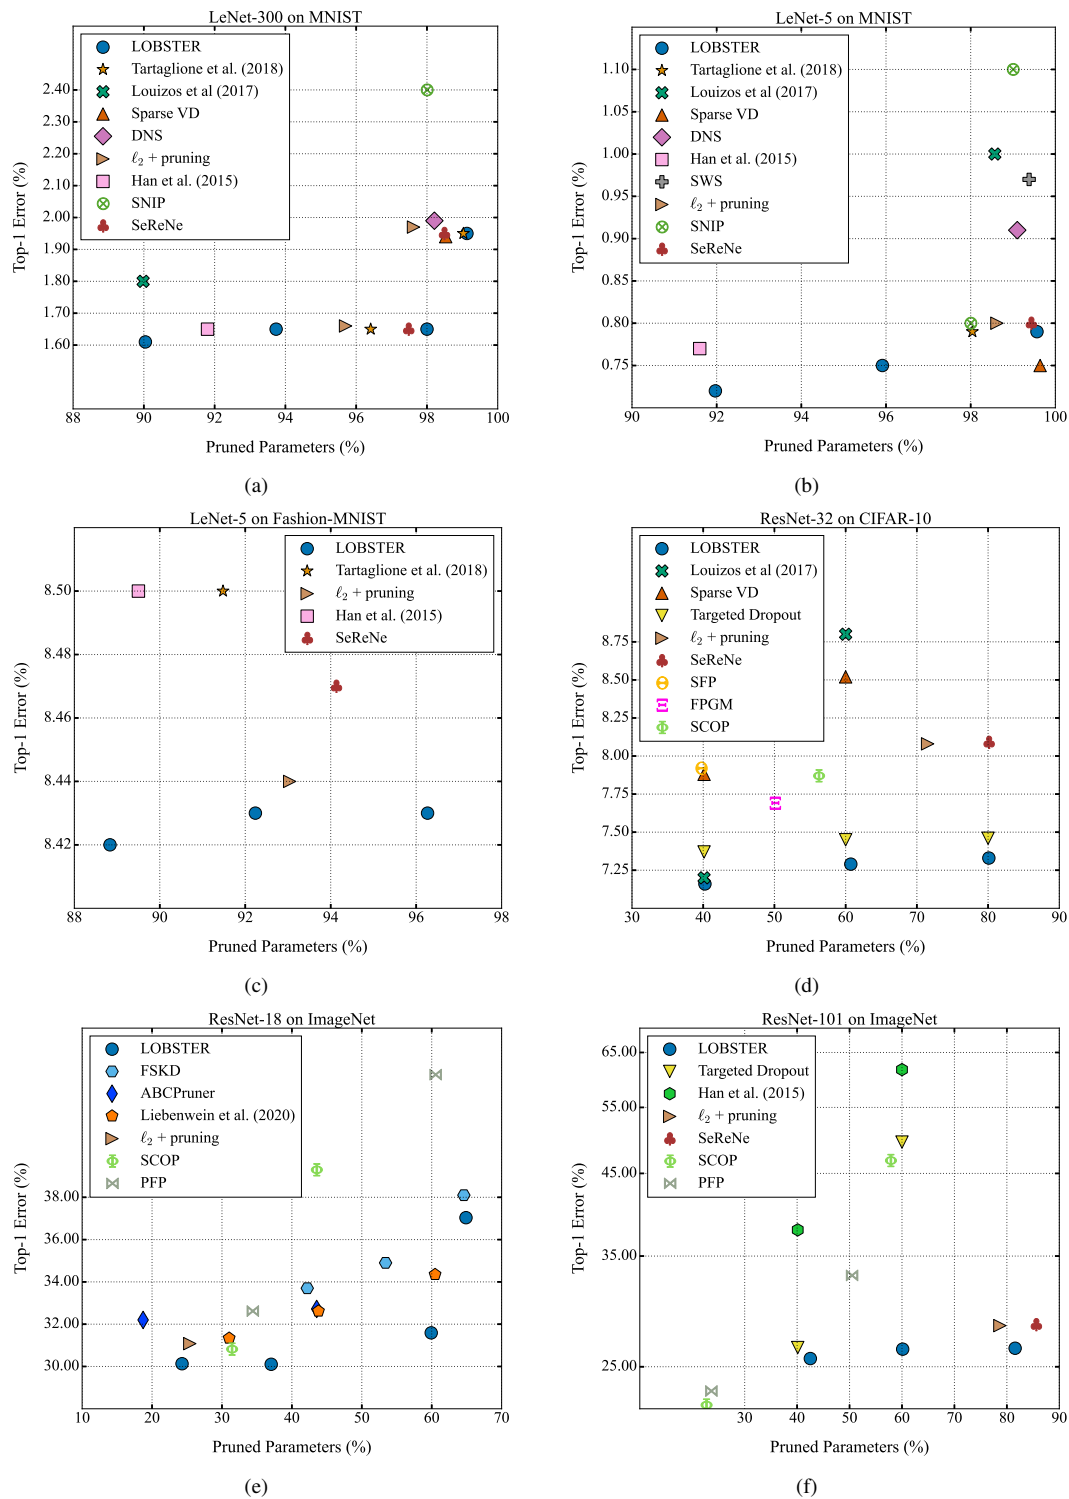 LeNet-300 on MNIST
LOBSTER
Tartaglione et al. (2018)
Louizos et al (2017)
Sparse VD
DNS
ℓ2 + pruning
Han et al. (2015)
SNIP
SeReNe
2.40
2.30
2.20
2.10
2.00
1.90
1.80
1.70
1.60
88 90 92 94 96 98 100
Top-1 Error (%)
Pruned Parameters (%)
(a)
LeNet-5 on MNIST
LOBSTER
Tartaglione et al. (2018)
Louizos et al (2017)
Sparse VD
DNS
Han et al. (2015)
SWS
ℓ2 + pruning
SNIP
SeReNe
1.10
1.05
1.00
0.95
0.90
0.85
0.80
0.75
90 92 94 96 98 100
Top-1 Error (%)
Pruned Parameters (%)
(b)
LeNet-5 on Fashion-MNIST
LOBSTER
Tartaglione et al. (2018)
ℓ2 + pruning
Han et al. (2015)
SeReNe
8.50
8.48
8.46
8.44
8.42
88 90 92 94 96 98
Top-1 Error (%)
Pruned Parameters (%)
(c)
ResNet-32 on CIFAR-10
LOBSTER
Louizos et al (2017)
Sparse VD
Targeted Dropout
ℓ2 + pruning
SeReNe
SFP
FPGM
SCOP
8.75
8.50
8.25
8.00
7.75
7.50
7.25
30 40 50 60 70 80 90
Top-1 Error (%)
Pruned Parameters (%)
(d)
ResNet-18 on ImageNet
LOBSTER
FSKD
ABCPruner
Liebenwein et al. (2020)
ℓ2 + pruning
SCOP
PFP
38.00
36.00
34.00
32.00
30.00
10 20 30 40 50 60 70
Top-1 Error (%)
Pruned Parameters (%)
(e)
ResNet-101 on ImageNet
LOBSTER
Targeted Dropout
Han et al. (2015)
ℓ2 + pruning
SeReNe
SCOP
PFP
65.00
55.00
45.00
35.00
25.00
30 40 50 60 70 80 90
Top-1 Error (%)
Pruned Parameters (%)
(f)